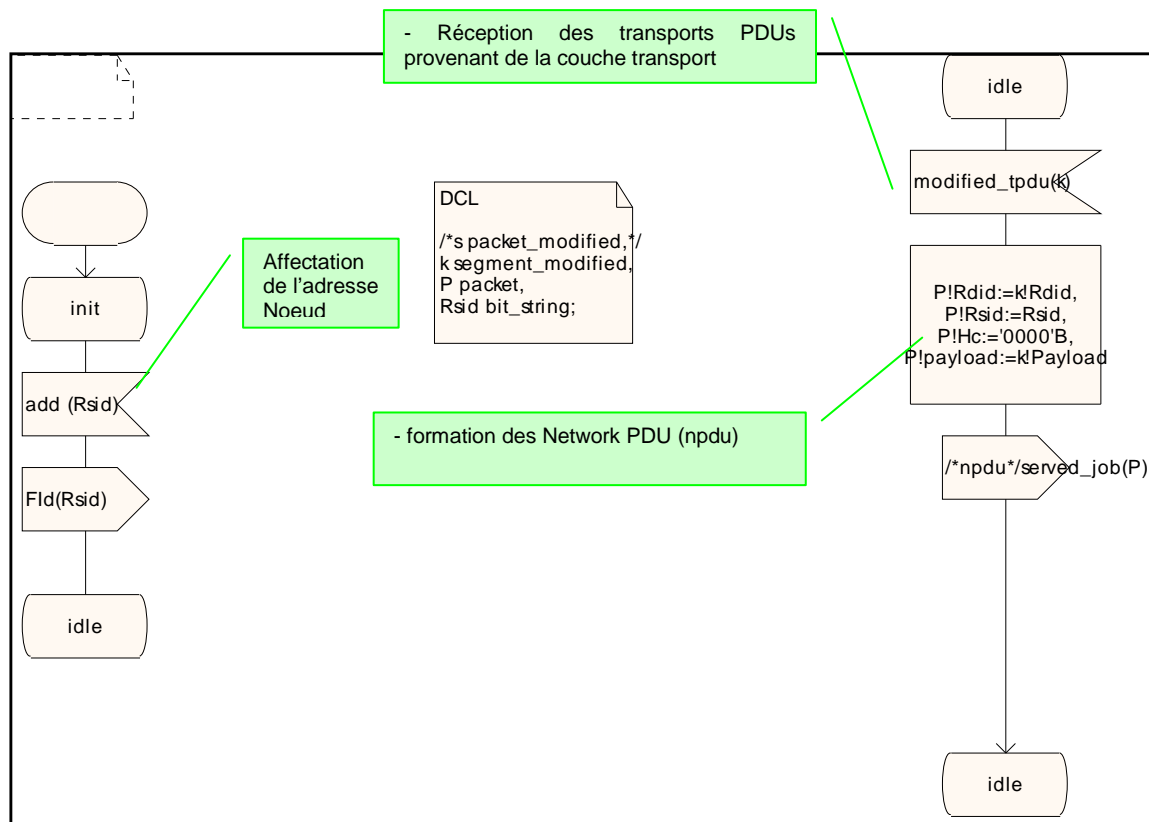 - Réception des transports PDUs
provenant de la couche transport
idle
modified_tpdu(k)
DCL
/*s packet_modified,*/
k segment_modified,
P packet,
Rsid bit_string;
Affectation
de l'adresse
Noeud
init
add (Rsid)
Fld(Rsid)
idle
P!Rdid:=k!Rdid,
P!Rsid:=Rsid,
P!Hc:='0000'B,
P!payload:=k!Payload
- formation des Network PDU (npdu)
/*npdu*/served_job(P)
idle